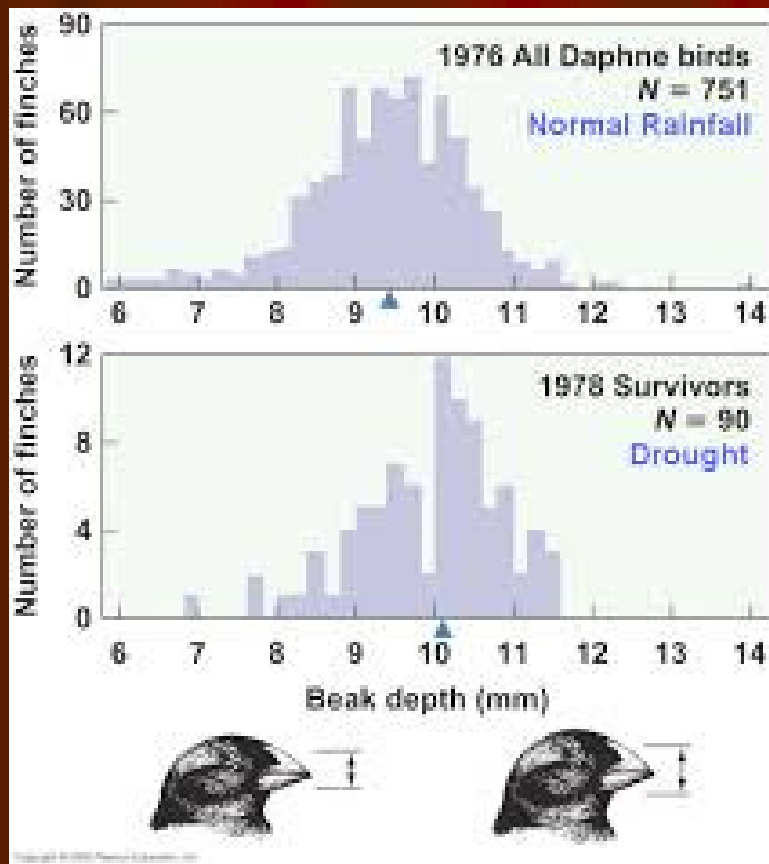 90
60
30
0
Number of finches
1976 All Daphne birds
N = 751
Normal Rainfall
6 7 8 9 10 11 12 13 14
12
8
4
0
Number of finches
1978 Survivors
N = 90
Drought
6 7 8 9 10 11 12 13 14
Beak depth (mm)